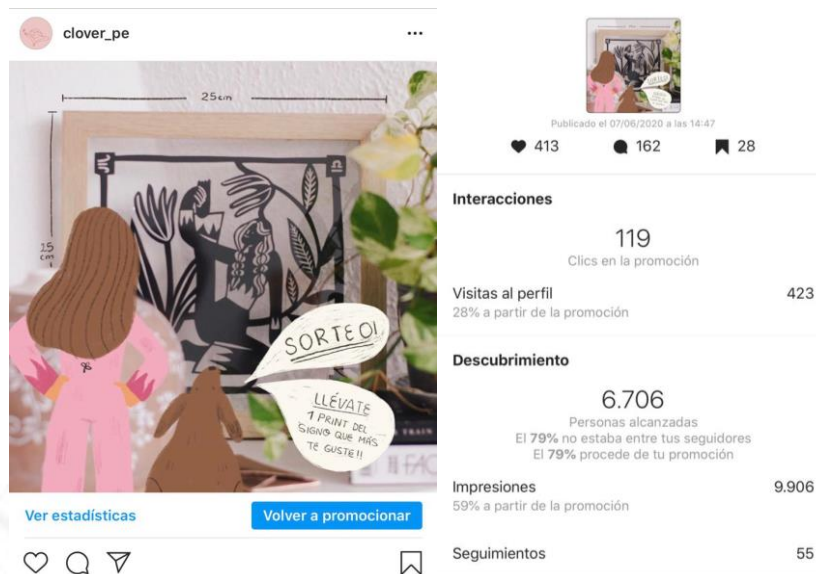 clover_pe
25cm
25
cm
SORTEO!
LLÉVATE
1 PRINT DEL
SIGNO QUE MÁS
TE GUSTE!!
Ver estadísticas
Volver a promocionar
Publicado el 07/06/2020 a las 14:47
413 162 28
Interacciones
119
Clics en la promoción
Visitas al perfil 423
28% a partir de la promoción
Descubrimiento
6.706
Personas alcanzadas
El 79% no estaba entre tus seguidores
El 79% procede de tu promoción
Impresiones 9.906
59% a partir de la promoción
Seguimientos 55